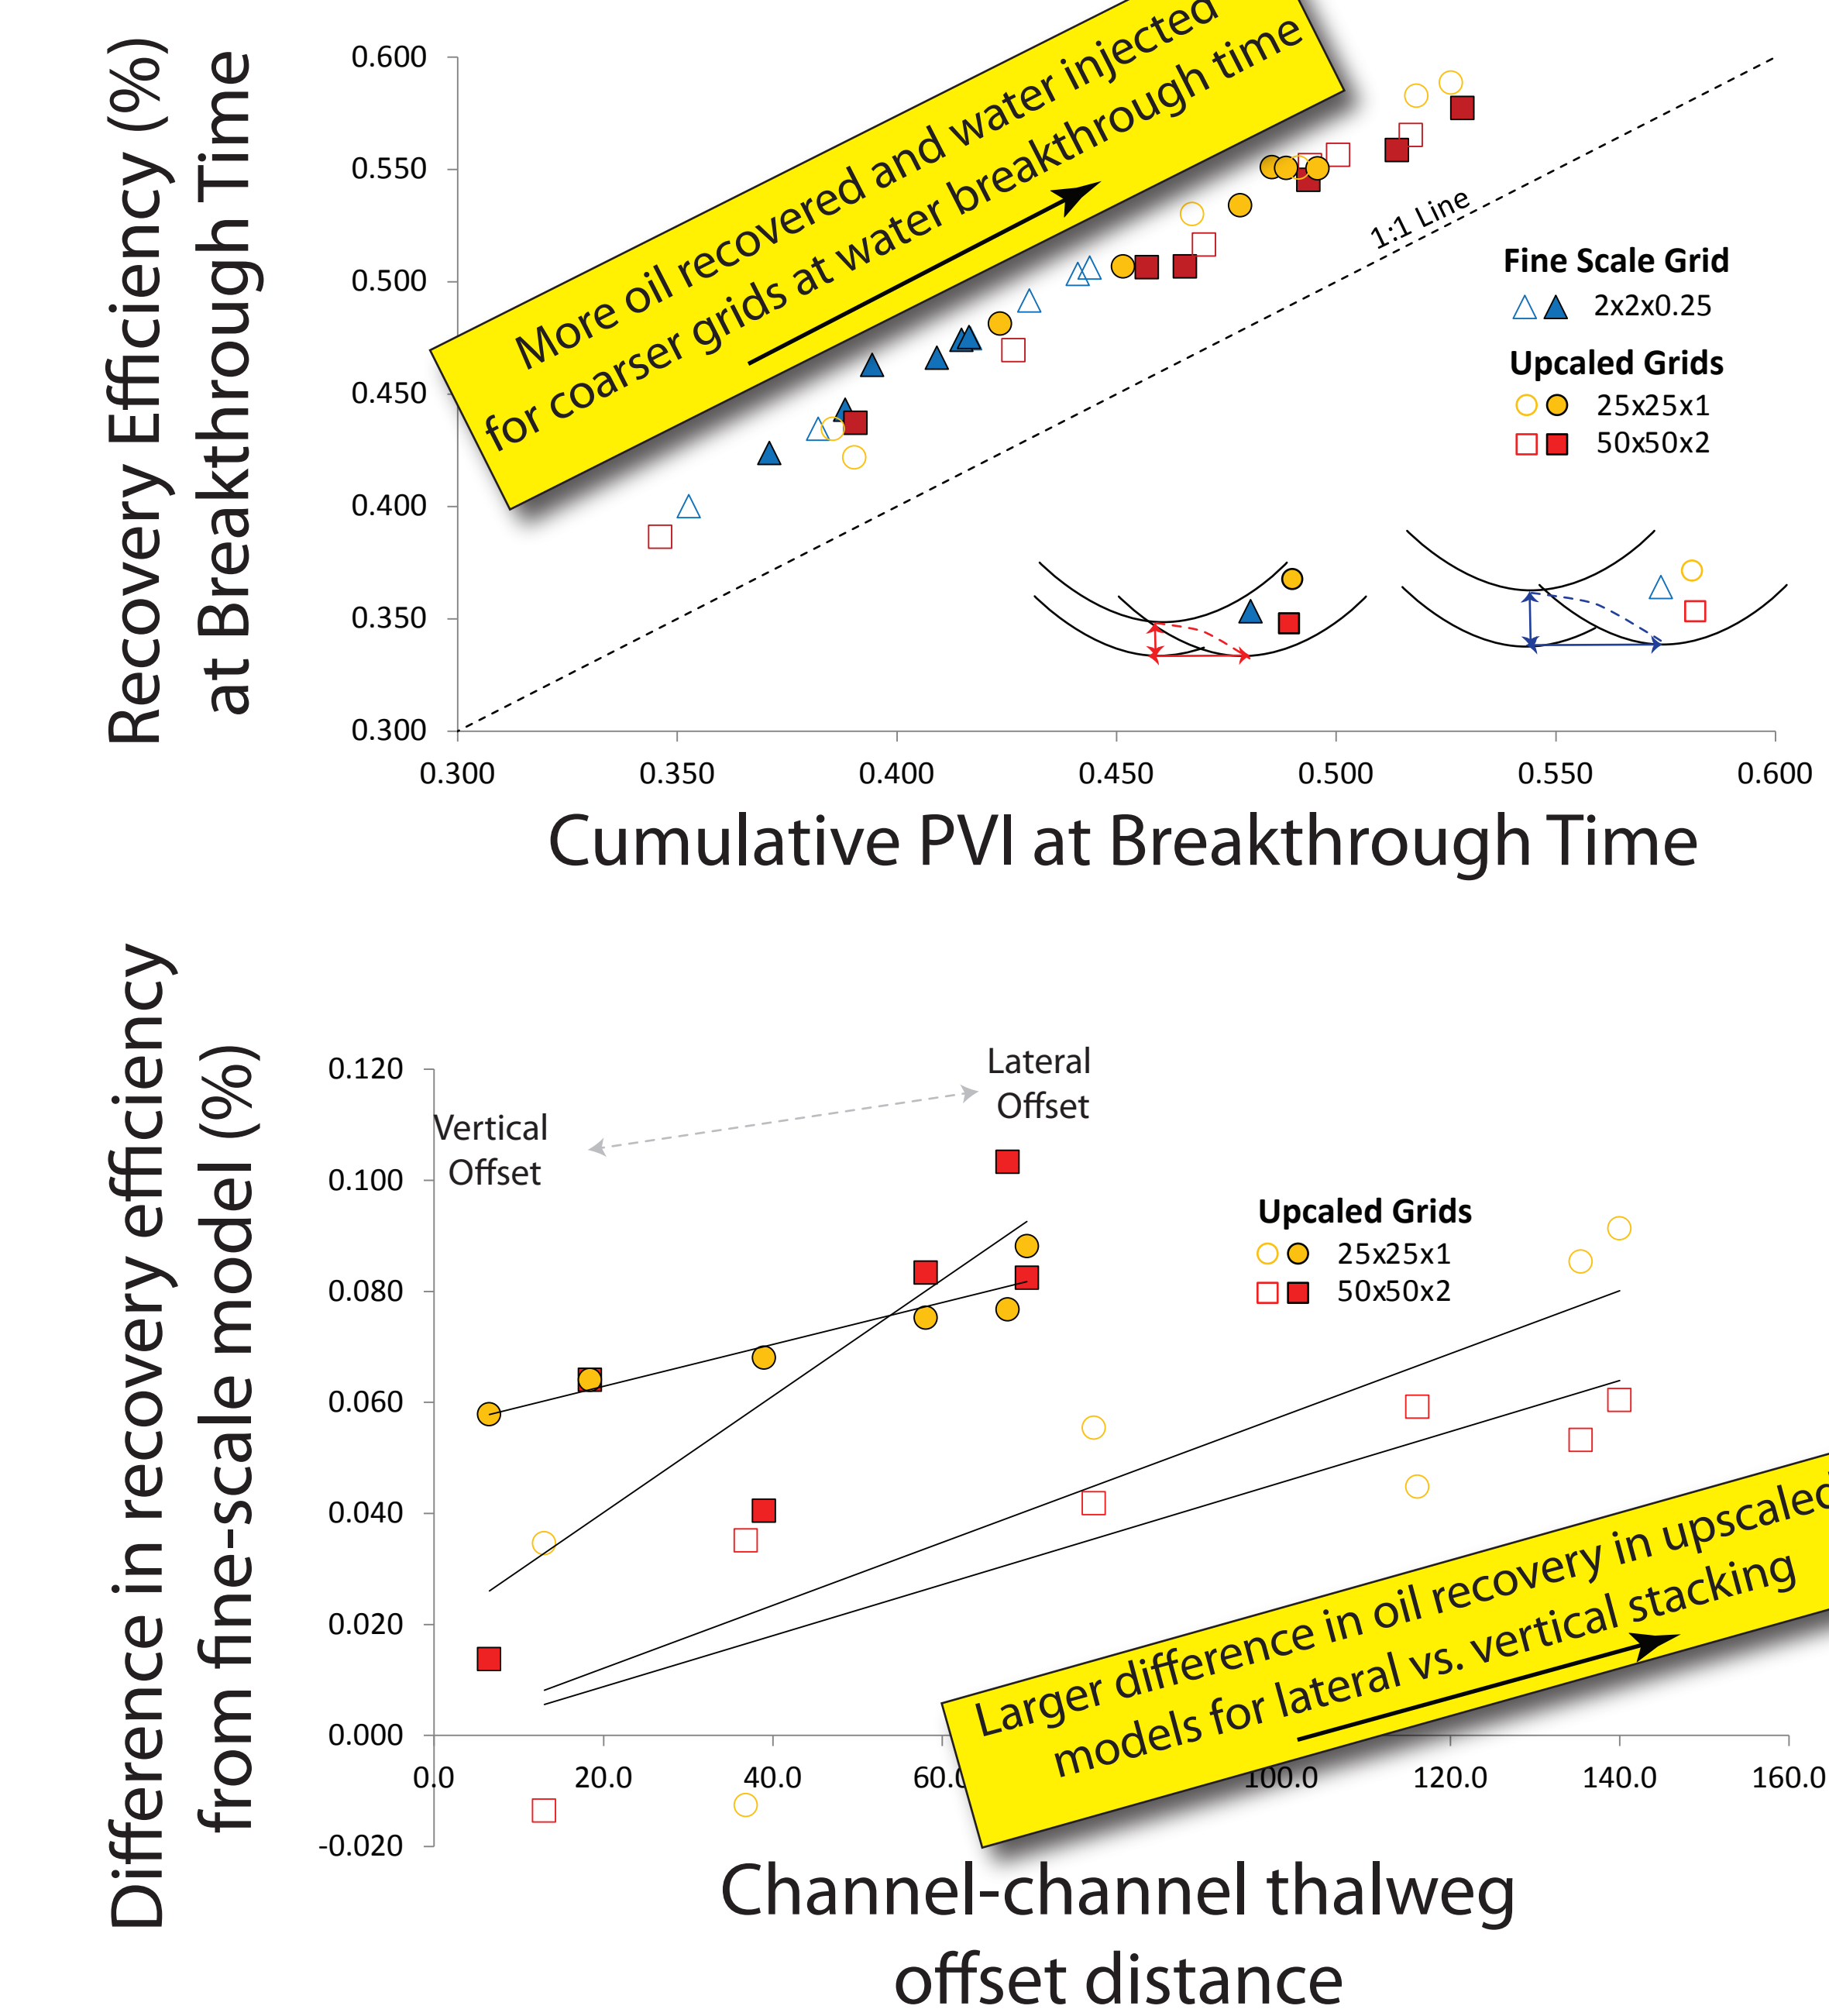 Recovery Efficiency (%)
at Breakthrough Time
0.600
0.550
0.500
0.450
0.400
0.350
0.300
More oil recovered and water injected
for coarser grids at water breakthrough time
1:1 Line
Fine Scale Grid
2x2x0.25
Upcaled Grids
25x25x1
50x50x2
0.300 0.350 0.400 0.450 0.500 0.550 0.600
Cumulative PVI at Breakthrough Time
Difference in recovery efficiency
from fine-scale model (%)
0.120
0.100
0.080
0.060
0.040
0.020
0.000
-0.020
Vertical
Offset
Lateral
Offset
Upcaled Grids
25x25x1
50x50x2
Larger difference in oil recovery in upscaled
models for lateral vs. vertical stacking
0.0 20.0 40.0 60.0 100.0 120.0 140.0 160.0
Channel-channel thalweg
offset distance